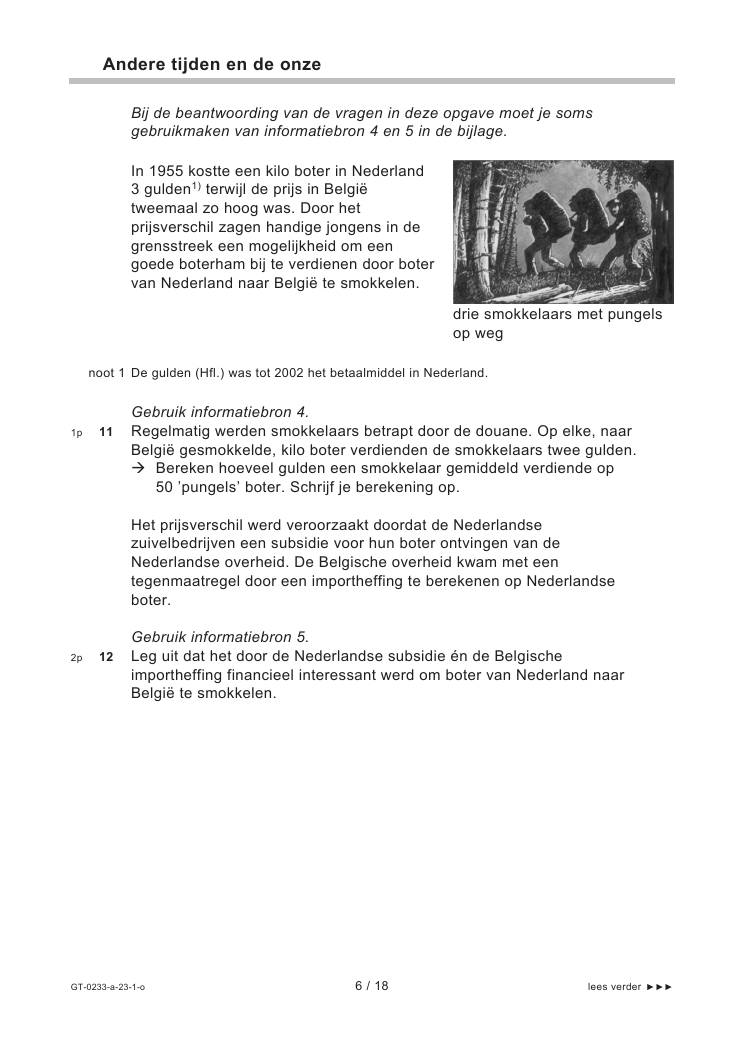 Andere tijden en de onze
Bij de beantwoording van de vragen in deze opgave moet je soms
gebruikmaken van informatiebron 4 en 5 in de bijlage.
In 1955 kostte een kilo boter in Nederland
3 gulden1) terwijl de prijs in België
tweemaal zo hoog was. Door het
prijsverschil zagen handige jongens in de
grensstreek een mogelijkheid om een
goede boterham bij te verdienen door boter
van Nederland naar België te smokkelen.
drie smokkelaars met pungels
op weg
noot 1 De gulden (Hfl.) was tot 2002 het betaalmiddel in Nederland.
Gebruik informatiebron 4.
1p 11 Regelmatig werden smokkelaars betrapt door de douane. Op elke, naar
België gesmokkelde, kilo boter verdienden de smokkelaars twee gulden.
→ Bereken hoeveel gulden een smokkelaar gemiddeld verdiende op
50 ’pungels’ boter. Schrijf je berekening op.
Het prijsverschil werd veroorzaakt doordat de Nederlandse
zuivelbedrijven een subsidie voor hun boter ontvingen van de
Nederlandse overheid. De Belgische overheid kwam met een
tegenmaatregel door een importheffing te berekenen op Nederlandse
boter.
Gebruik informatiebron 5.
2p 12 Leg uit dat het door de Nederlandse subsidie én de Belgische
importheffing financieel interessant werd om boter van Nederland naar
België te smokkelen.
GT-0233-a-23-1-o 6 / 18 lees verder ►►►